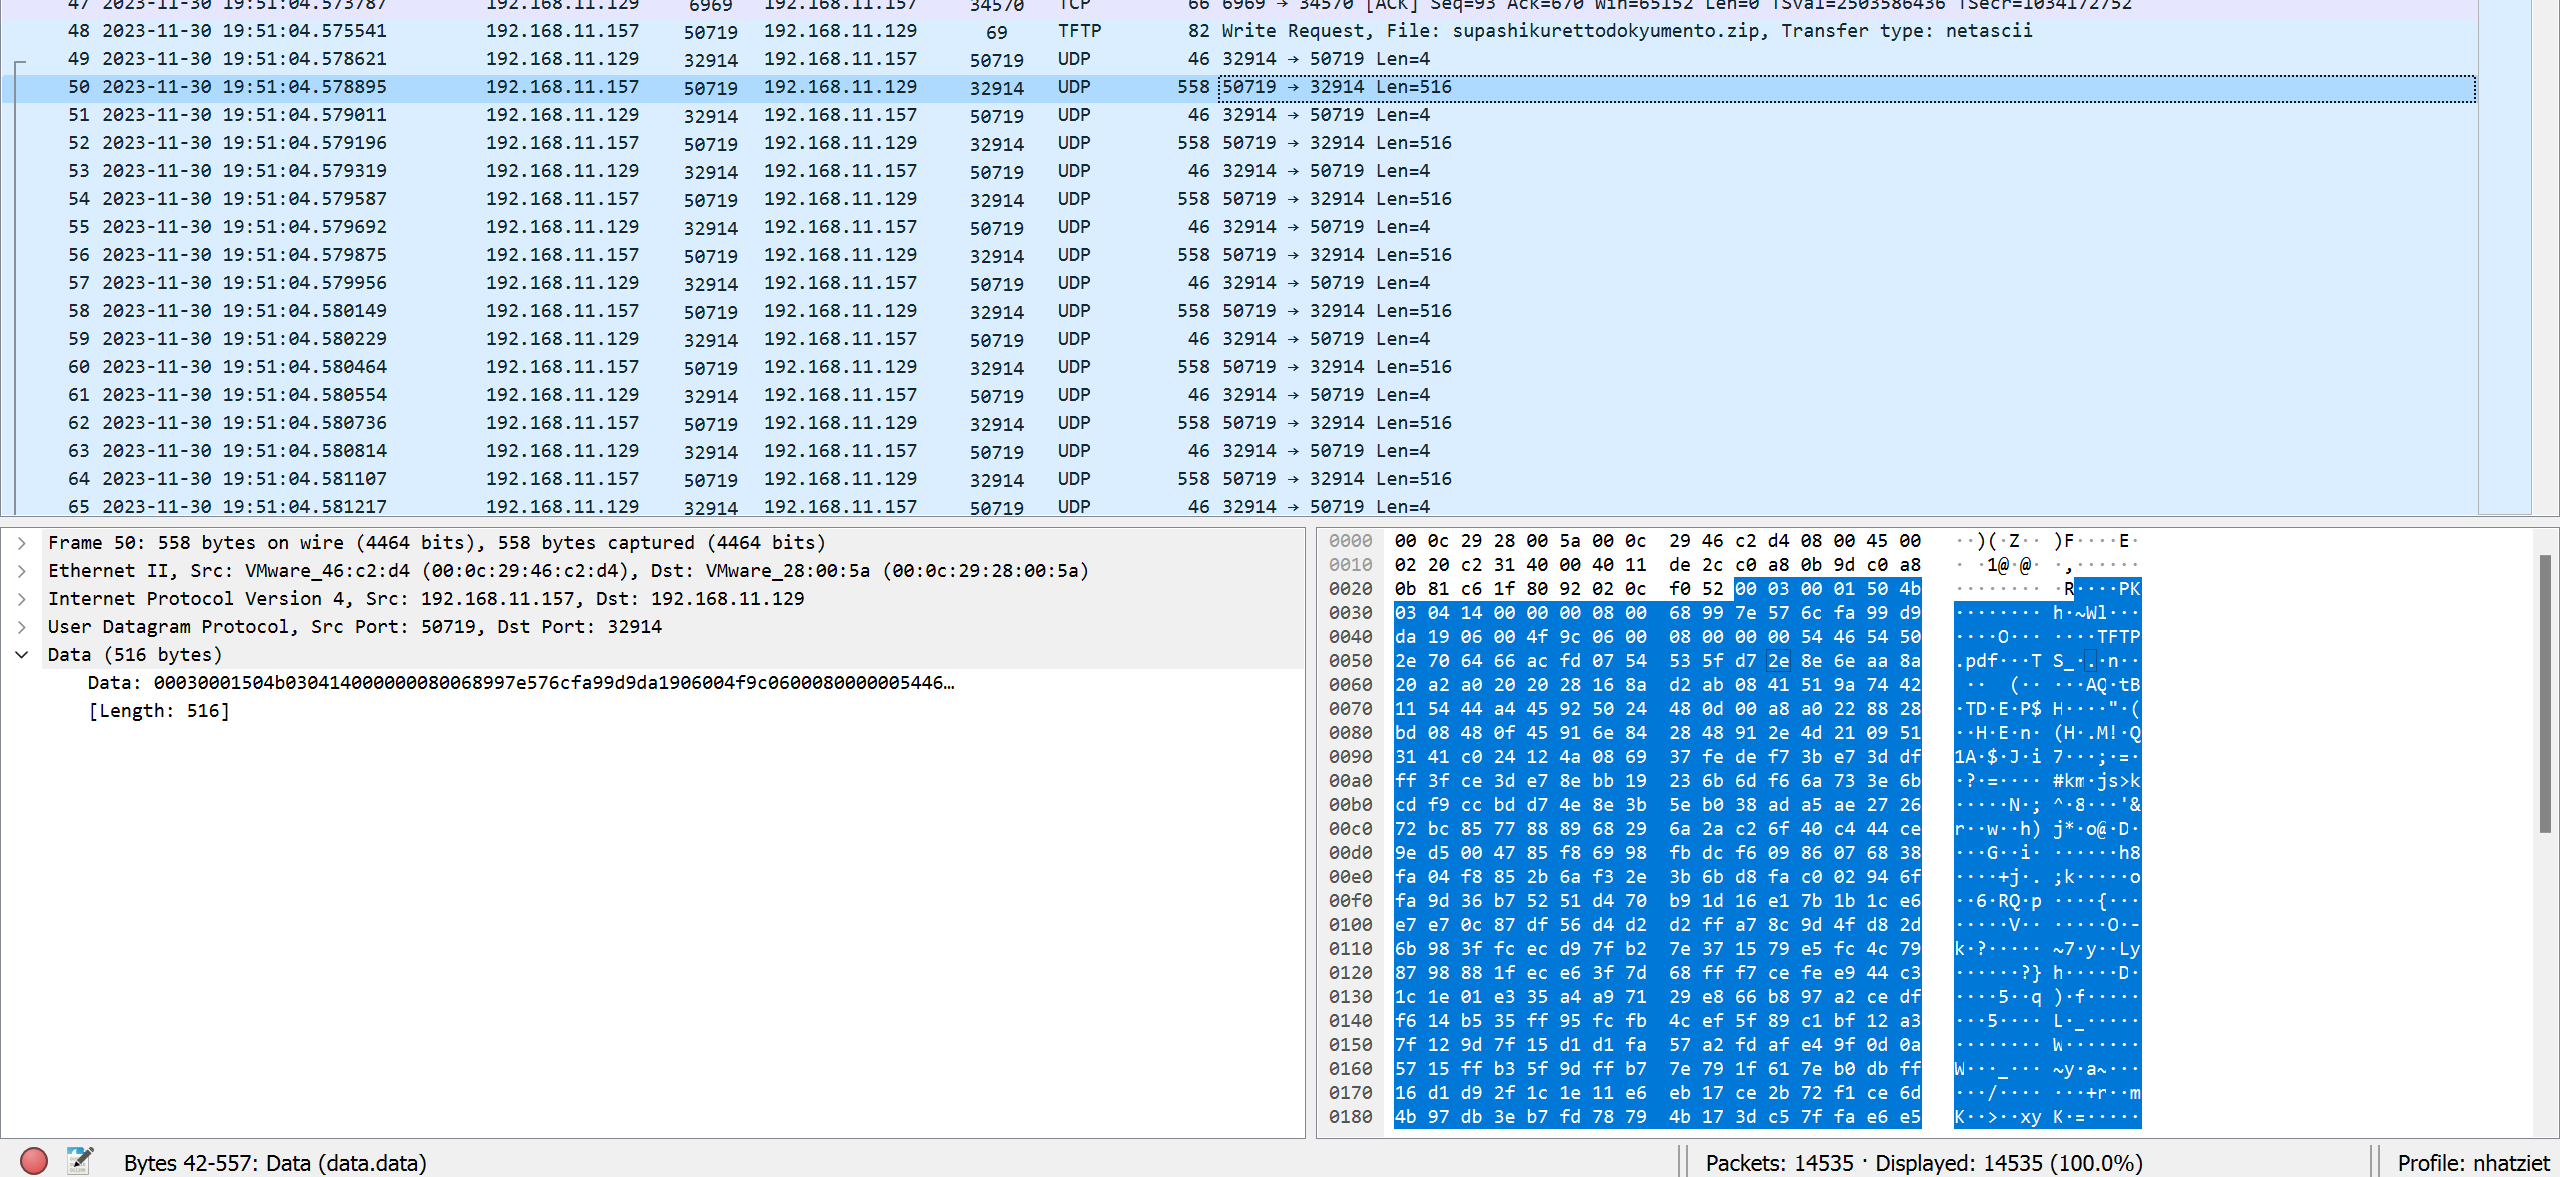 47 2023-11-30 19:51:04.573787 192.168.11.129 6969 192.168.11.157 34570 TCP 66 6969 → 34570 [ACK] Seq=93 Ack=670 Win=65152 Len=0 TSval=2503586436 TSecr=1034172752
48 2023-11-30 19:51:04.575541 192.168.11.157 50719 192.168.11.129 69 TFTP 82 Write Request, File: supashikurettodokyumento.zip, Transfer type: netascii
49 2023-11-30 19:51:04.578621 192.168.11.129 32914 192.168.11.157 50719 UDP 46 32914 → 50719 Len=4
50 2023-11-30 19:51:04.578895 192.168.11.157 50719 192.168.11.129 32914 UDP 558 50719 → 32914 Len=516
51 2023-11-30 19:51:04.579011 192.168.11.129 32914 192.168.11.157 50719 UDP 46 32914 → 50719 Len=4
52 2023-11-30 19:51:04.579196 192.168.11.157 50719 192.168.11.129 32914 UDP 558 50719 → 32914 Len=516
53 2023-11-30 19:51:04.579319 192.168.11.129 32914 192.168.11.157 50719 UDP 46 32914 → 50719 Len=4
54 2023-11-30 19:51:04.579587 192.168.11.157 50719 192.168.11.129 32914 UDP 558 50719 → 32914 Len=516
55 2023-11-30 19:51:04.579692 192.168.11.129 32914 192.168.11.157 50719 UDP 46 32914 → 50719 Len=4
56 2023-11-30 19:51:04.579875 192.168.11.157 50719 192.168.11.129 32914 UDP 558 50719 → 32914 Len=516
57 2023-11-30 19:51:04.579956 192.168.11.129 32914 192.168.11.157 50719 UDP 46 32914 → 50719 Len=4
58 2023-11-30 19:51:04.580149 192.168.11.157 50719 192.168.11.129 32914 UDP 558 50719 → 32914 Len=516
59 2023-11-30 19:51:04.580229 192.168.11.129 32914 192.168.11.157 50719 UDP 46 32914 → 50719 Len=4
60 2023-11-30 19:51:04.580464 192.168.11.157 50719 192.168.11.129 32914 UDP 558 50719 → 32914 Len=516
61 2023-11-30 19:51:04.580554 192.168.11.129 32914 192.168.11.157 50719 UDP 46 32914 → 50719 Len=4
62 2023-11-30 19:51:04.580736 192.168.11.157 50719 192.168.11.129 32914 UDP 558 50719 → 32914 Len=516
63 2023-11-30 19:51:04.580814 192.168.11.129 32914 192.168.11.157 50719 UDP 46 32914 → 50719 Len=4
64 2023-11-30 19:51:04.581107 192.168.11.157 50719 192.168.11.129 32914 UDP 558 50719 → 32914 Len=516
65 2023-11-30 19:51:04.581217 192.168.11.129 32914 192.168.11.157 50719 UDP 46 32914 → 50719 Len=4
Frame 50: 558 bytes on wire (4464 bits), 558 bytes captured (4464 bits)
Ethernet II, Src: VMware_46:c2:d4 (00:0c:29:46:c2:d4), Dst: VMware_28:00:5a (00:0c:29:28:00:5a)
Internet Protocol Version 4, Src: 192.168.11.157, Dst: 192.168.11.129
User Datagram Protocol, Src Port: 50719, Dst Port: 32914
Data (516 bytes)
Data: 00030001504b030414000000080068997e576cfa99d9da1906004f9c0600080000005446…
[Length: 516]
0000 00 0c 29 28 00 5a 00 0c 29 46 c2 d4 08 00 45 00 ··)(·Z·· )F····E·
0010 02 20 c2 31 40 00 40 11 de 2c c0 a8 0b 9d c0 a8 · ·1@·@· ·,······
0020 0b 81 c6 1f 80 92 02 0c f0 52 00 03 00 01 50 4b ········ ·R····PK
0030 03 04 14 00 00 00 08 00 68 99 7e 57 6c fa 99 d9 ········ h·~Wl···
0040 da 19 06 00 4f 9c 06 00 08 00 00 00 54 46 54 50 ····O··· ····TFTP
0050 2e 70 64 66 ac fd 07 54 53 5f d7 2e 8e 6e aa 8a .pdf···T S_·.·n··
0060 20 a2 a0 20 20 28 16 8a d2 ab 08 41 51 9a 74 42  ··  (·· ···AQ·tB
0070 11 54 44 a4 45 92 50 24 48 0d 00 a8 a0 22 88 28 ·TD·E·P$ H····"·(
0080 bd 08 48 0f 45 91 6e 84 28 48 91 2e 4d 21 09 51 ··H·E·n· (H·.M!·Q
0090 31 41 c0 24 12 4a 08 69 37 fe de f7 3b e7 3d df 1A·$·J·i 7···;·=·
00a0 ff 3f ce 3d e7 8e bb 19 23 6b 6d f6 6a 73 3e 6b ·?·=···· #km·js>k
00b0 cd f9 cc bd d7 4e 8e 3b 5e b0 38 ad a5 ae 27 26 ·····N·; ^·8···'&
00c0 72 bc 85 77 88 89 68 29 6a 2a c2 6f 40 c4 44 ce r··w··h) j*·o@·D·
00d0 9e d5 00 47 85 f8 69 98 fb dc f6 09 86 07 68 38 ···G··i· ······h8
00e0 fa 04 f8 85 2b 6a f3 2e 3b 6b d8 fa c0 02 94 6f ····+j·. ;k·····o
00f0 fa 9d 36 b7 52 51 d4 70 b9 1d 16 e1 7b 1b 1c e6 ··6·RQ·p ····{···
0100 e7 e7 0c 87 df 56 d4 d2 d2 ff a7 8c 9d 4f d8 2d ·····V·· ·····O·-
0110 6b 98 3f fc ec d9 7f b2 7e 37 15 79 e5 fc 4c 79 k·?····· ~7·y··Ly
0120 87 98 88 1f ec e6 3f 7d 68 ff f7 ce fe e9 44 c3 ······?} h·····D·
0130 1c 1e 01 e3 35 a4 a9 71 29 e8 66 b8 97 a2 ce df ····5··q )·f·····
0140 f6 14 b5 35 ff 95 fc fb 4c ef 5f 89 c1 bf 12 a3 ···5···· L·_·····
0150 7f 12 9d 7f 15 d1 d1 fa 57 a2 fd af e4 9f 0d 0a ········ W·······
0160 57 15 ff b3 5f 9d ff b7 7e 79 1f 61 7e b0 db ff W···_··· ~y·a~···
0170 16 d1 d9 2f 1c 1e 11 e6 eb 17 ce 2b 72 f1 ce 6d ···/···· ···+r··m
0180 4b 97 db 3e b7 fd 78 79 4b 17 3d c5 7f fa e6 e5 K··>··xy K·=·····
Bytes 42-557: Data (data.data)
Packets: 14535 · Displayed: 14535 (100.0%)
Profile: nhatziet